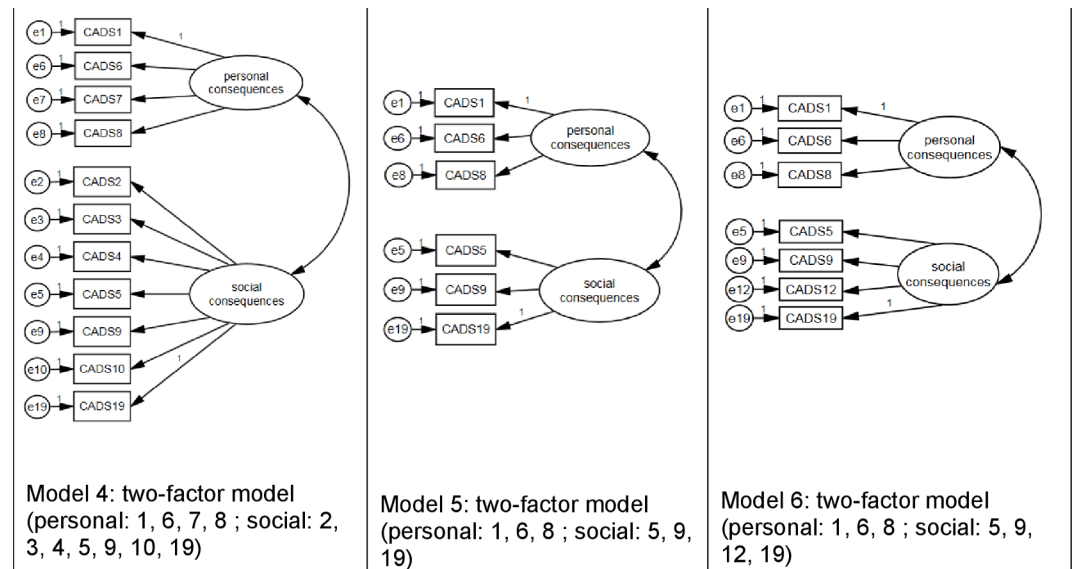 e1 1 CADS1 1
e6 1 CADS6
personal
consequences
e7 1 CADS7
e8 1 CADS8
e2 1 CADS2
e3 1 CADS3
e4 1 CADS4
e5 1 CADS5
social
consequences
e9 1 CADS9
e10 1 CADS10
e19 1 CADS19
1
Model 4: two-factor model
(personal: 1, 6, 7, 8 ; social: 2,
3, 4, 5, 9, 10, 19)
e1 1 CADS1 1
e6 1 CADS6
personal
consequences
e8 1 CADS8
e5 1 CADS5
e9 1 CADS9
social
consequences
e19 1 CADS19 1
Model 5: two-factor model
(personal: 1, 6, 8 ; social: 5, 9,
19)
e1 1 CADS1 1
e6 1 CADS6
personal
consequences
e8 1 CADS8
e5 1 CADS5
e9 1 CADS9
social
consequences
e12 1 CADS12
e19 1 CADS19 1
Model 6: two-factor model
(personal: 1, 6, 8 ; social: 5, 9,
12, 19)